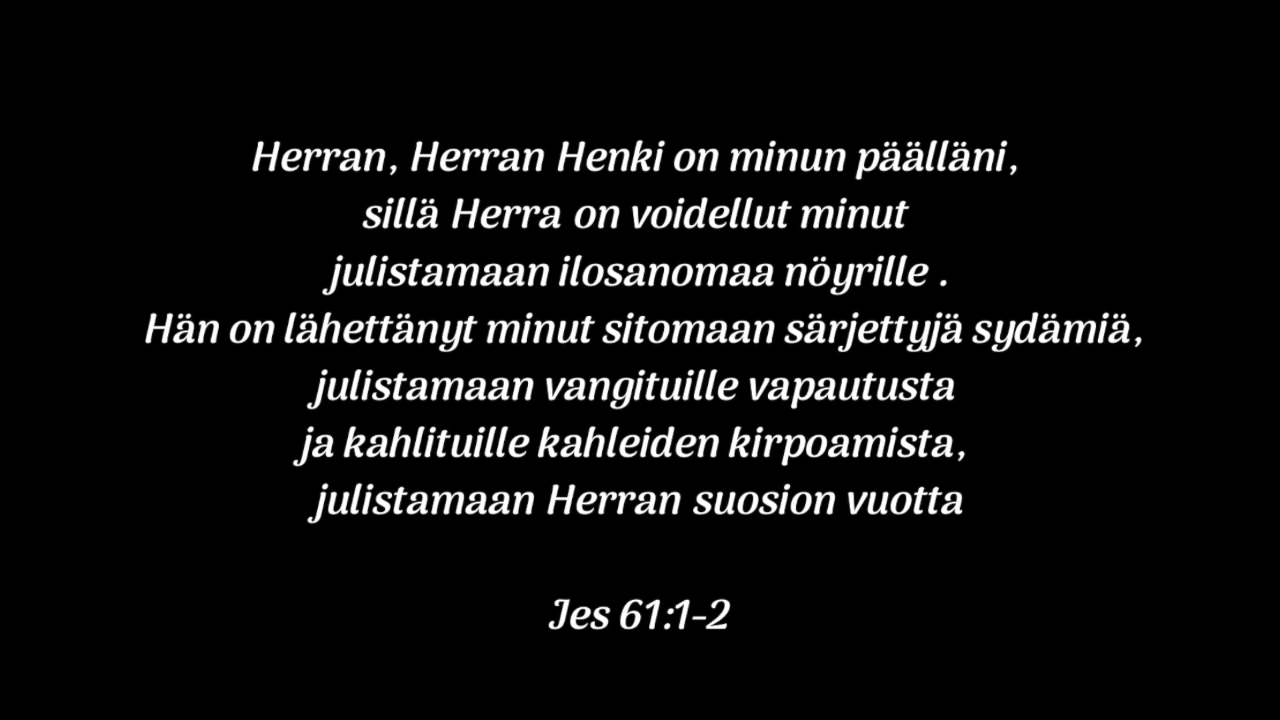 Herran, Herran Henki on minun päälläni,
sillä Herra on voidellut minut
julistamaan ilosanomaa nöyrille .
Hän on lähettänyt minut sitomaan särjettyjä sydämiä,
julistamaan vangituille vapautusta
ja kahlituille kahleiden kirpoamista,
julistamaan Herran suosion vuotta
Jes 61:1-2